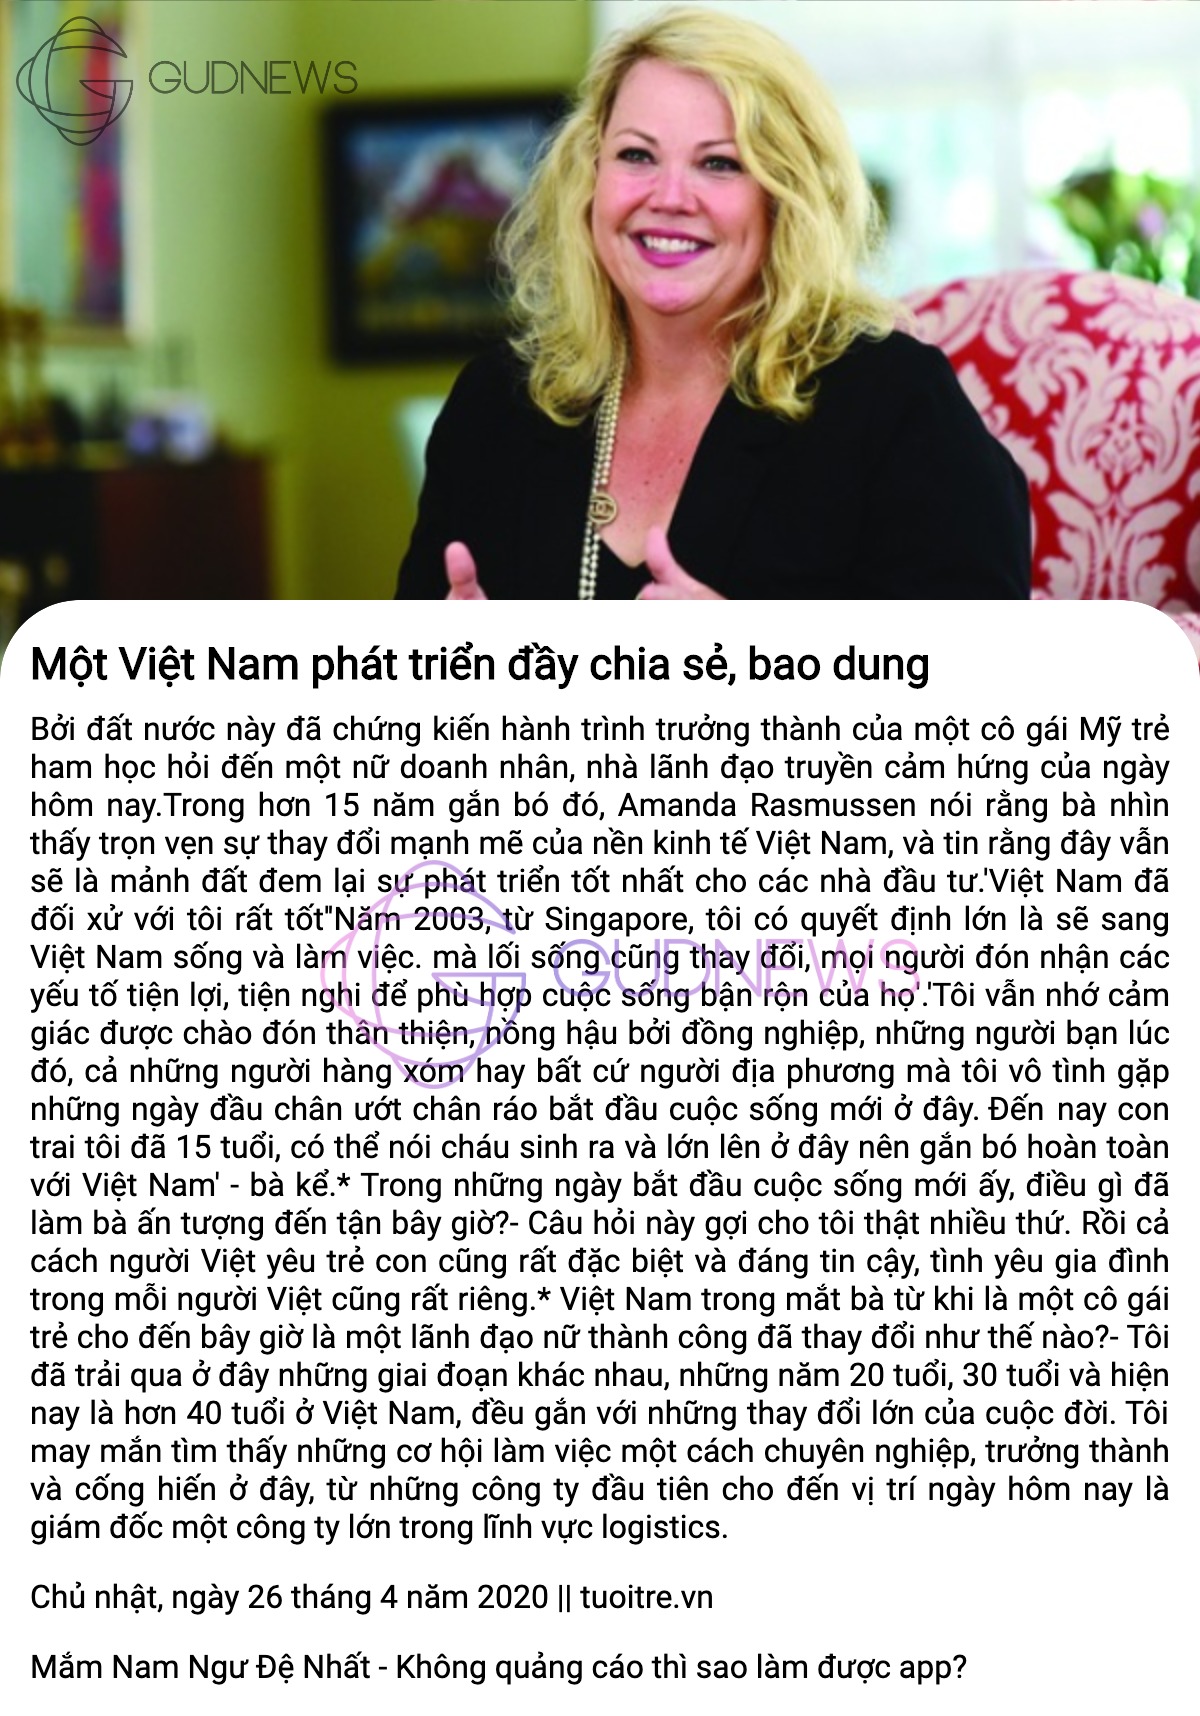 GUDNEWS
Một Việt Nam phát triển đầy chia sẻ, bao dung
Bởi đất nước này đã chứng kiến hành trình trưởng thành của một cô gái Mỹ trẻ
ham học hỏi đến một nữ doanh nhân, nhà lãnh đạo truyền cảm hứng của ngày
hôm nay.Trong hơn 15 năm gắn bó đó, Amanda Rasmussen nói rằng bà nhìn
thấy trọn vẹn sự thay đổi mạnh mẽ của nền kinh tế Việt Nam, và tin rằng đây vẫn
sẽ là mảnh đất đem lại sự phát triển tốt nhất cho các nhà đầu tư.'Việt Nam đã
đối xử với tôi rất tốt''Năm 2003, từ Singapore, tôi có quyết định lớn là sẽ sang
Việt Nam sống và làm việc. mà lối sống cũng thay đổi, mọi người đón nhận các
GUDNEWS
yếu tố tiện lợi, tiện nghi để phù hợp cuộc sống bận rộn của họ'.'Tôi vẫn nhớ cảm
giác được chào đón thân thiện, nồng hậu bởi đồng nghiệp, những người bạn lúc
đó, cả những người hàng xóm hay bất cứ người địa phương mà tôi vô tình gặp
những ngày đầu chân ướt chân ráo bắt đầu cuộc sống mới ở đây. Đến nay con
trai tôi đã 15 tuổi, có thể nói cháu sinh ra và lớn lên ở đây nên gắn bó hoàn toàn
với Việt Nam' - bà kể.* Trong những ngày bắt đầu cuộc sống mới ấy, điều gì đã
làm bà ấn tượng đến tận bây giờ?- Câu hỏi này gợi cho tôi thật nhiều thứ. Rồi cả
cách người Việt yêu trẻ con cũng rất đặc biệt và đáng tin cậy, tình yêu gia đình
trong mỗi người Việt cũng rất riêng.* Việt Nam trong mắt bà từ khi là một cô gái
trẻ cho đến bây giờ là một lãnh đạo nữ thành công đã thay đổi như thế nào?- Tôi
đã trải qua ở đây những giai đoạn khác nhau, những năm 20 tuổi, 30 tuổi và hiện
nay là hơn 40 tuổi ở Việt Nam, đều gắn với những thay đổi lớn của cuộc đời. Tôi
may mắn tìm thấy những cơ hội làm việc một cách chuyên nghiệp, trưởng thành
và cống hiến ở đây, từ những công ty đầu tiên cho đến vị trí ngày hôm nay là
giám đốc một công ty lớn trong lĩnh vực logistics.
Chủ nhật, ngày 26 tháng 4 năm 2020 || tuoitre.vn
Mắm Nam Ngư Đệ Nhất - Không quảng cáo thì sao làm được app?